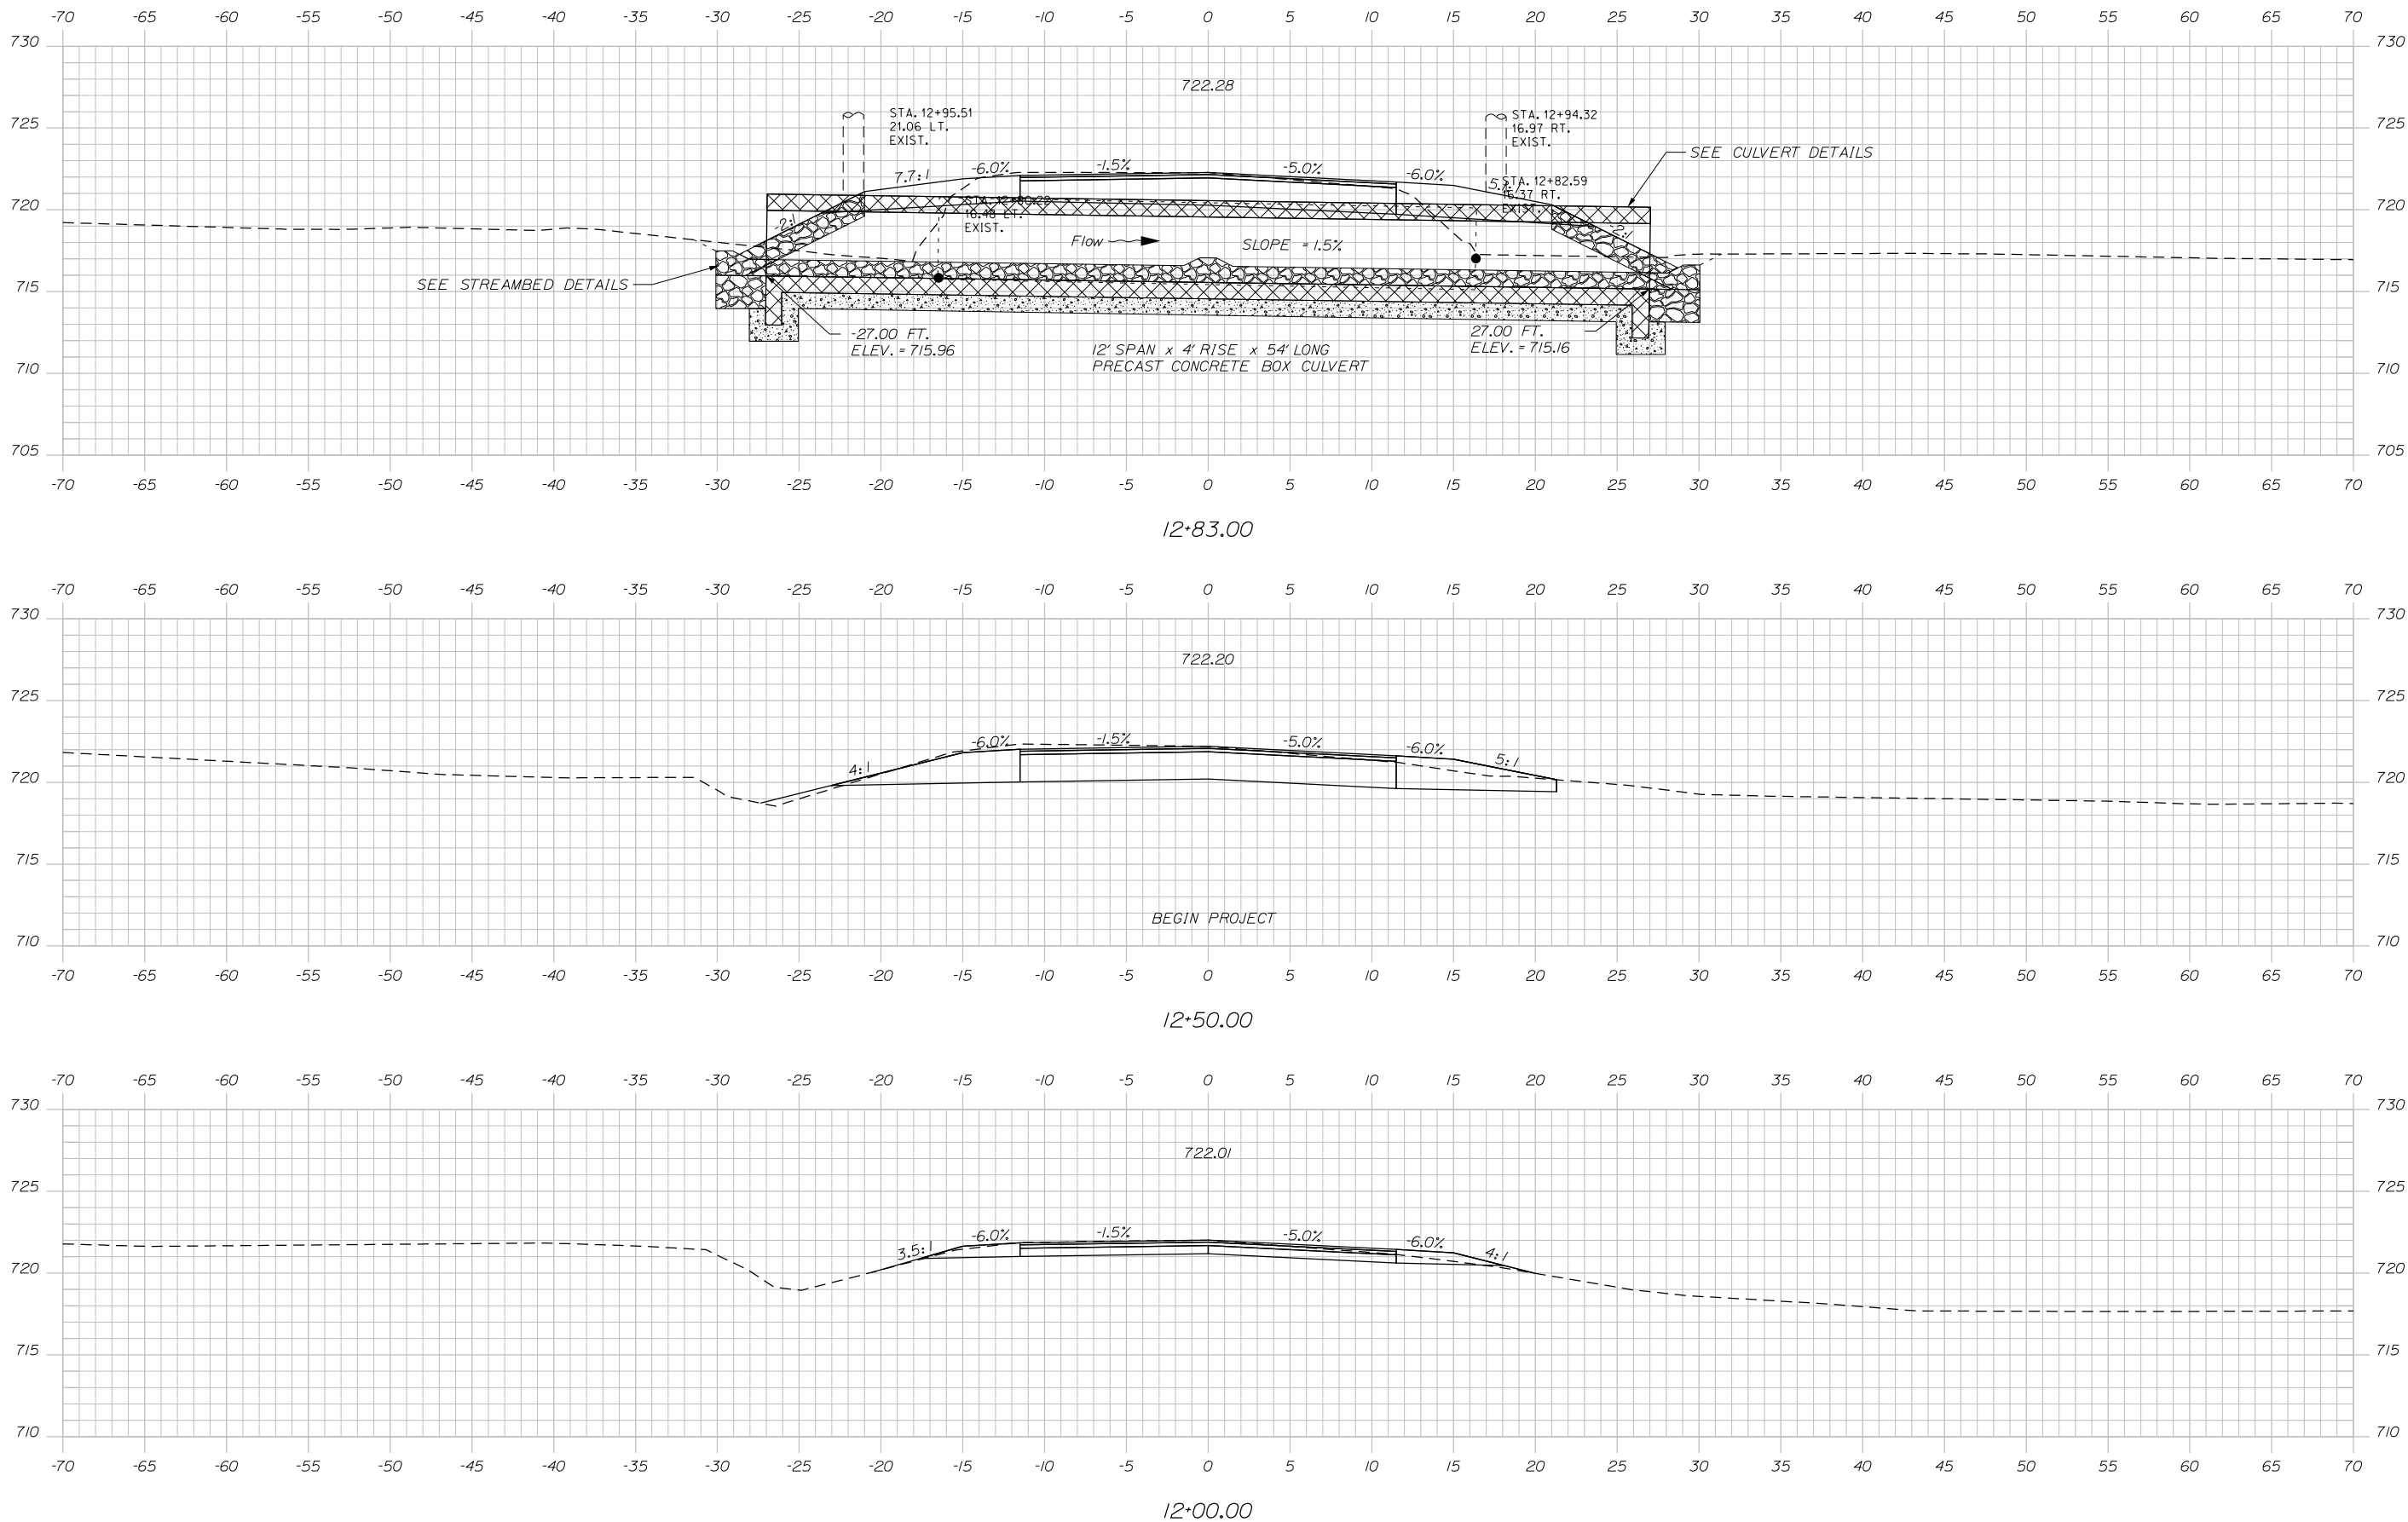 -70 -65 -60 -55 -50 -45 -40 -35 -30 -25 -20 -15 -10 -5 0 5 10 15 20 25 30 35 40 45 50 55 60 65 70
730 730
722.28
STA. 12+95.51
21.06 LT.
EXIST.
STA. 12+94.32
16.97 RT.
EXIST.
725 725
SEE CULVERT DETAILS
7.7:1 -6.0% -1.5% -5.0% -6.0%
STA. 12+82.59
16.37 RT.
EXIST.
16.48 LT.
EXIST.
720 720
-2:1 -2:1
Flow SLOPE = 1.5%
SEE STREAMBED DETAILS
715 715
-27.00 FT.
ELEV. = 715.96
27.00 FT.
ELEV. = 715.16
12' SPAN x 4' RISE x 54' LONG
PRECAST CONCRETE BOX CULVERT
710 710
705 705
-70 -65 -60 -55 -50 -45 -40 -35 -30 -25 -20 -15 -10 -5 0 5 10 15 20 25 30 35 40 45 50 55 60 65 70
12+83.00
-70 -65 -60 -55 -50 -45 -40 -35 -30 -25 -20 -15 -10 -5 0 5 10 15 20 25 30 35 40 45 50 55 60 65 70
730 730
722.20
725 725
4:1 -6.0% -1.5% -5.0% -6.0% 5:1
720 720
715 715
BEGIN PROJECT
710 710
-70 -65 -60 -55 -50 -45 -40 -35 -30 -25 -20 -15 -10 -5 0 5 10 15 20 25 30 35 40 45 50 55 60 65 70
12+50.00
-70 -65 -60 -55 -50 -45 -40 -35 -30 -25 -20 -15 -10 -5 0 5 10 15 20 25 30 35 40 45 50 55 60 65 70
730 730
722.01
725 725
3.5:1 -6.0% -1.5% -5.0% -6.0% 4:1
720 720
715 715
710 710
-70 -65 -60 -55 -50 -45 -40 -35 -30 -25 -20 -15 -10 -5 0 5 10 15 20 25 30 35 40 45 50 55 60 65 70
12+00.00